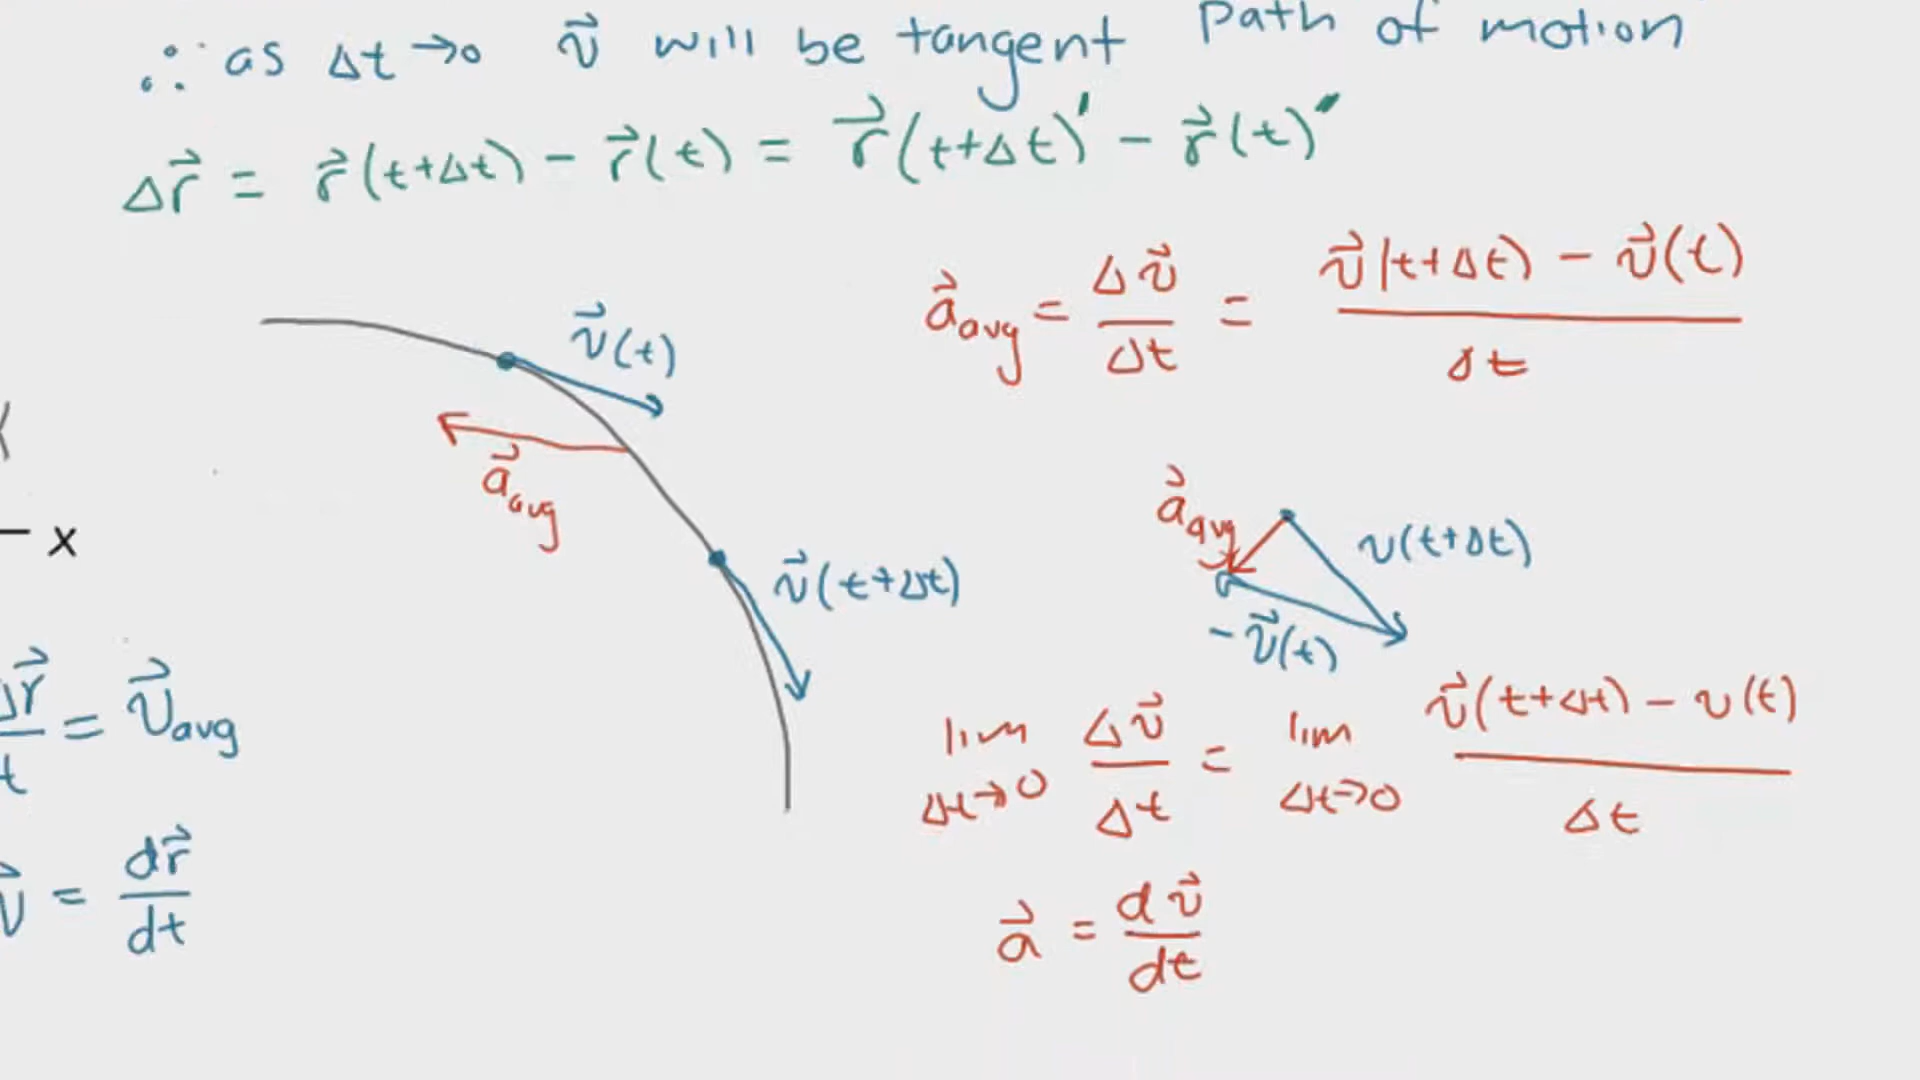 ∴ as Δt→0 v⃗ will be tangent path of motion
Δr⃗ = r⃗(t+Δt) - r⃗(t) = r⃗(t+Δt)' - r⃗(t)'
a⃗avg = Δv⃗/Δt = v⃗(t+Δt) - v⃗(t) / Δt
v⃗(t)
a⃗avg
v⃗(t+Δt)
a⃗avg
v(t+Δt)
-v⃗(t)
x
Δr⃗/t = v⃗avg
lim Δt→0 Δv⃗/Δt = lim Δt→0 v⃗(t+Δt) - v(t) / Δt
v⃗ = dr⃗/dt
a⃗ = dv⃗/dt